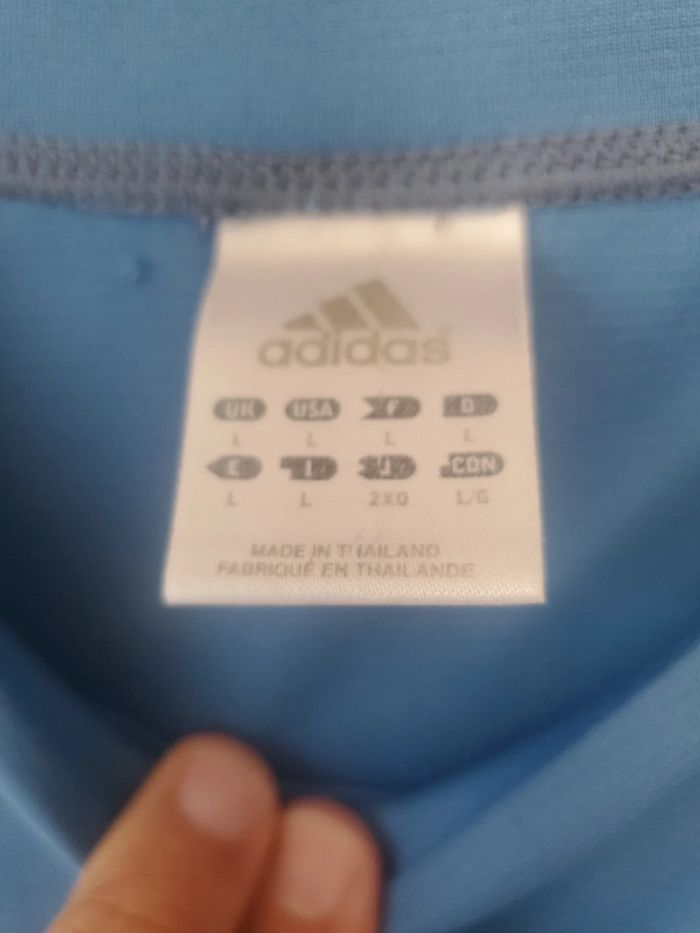 adidas
UK USA F D
L L L L
E I J CDN
L L 2XO L/G
MADE IN THAILAND
FABRIQUÉ EN THAILANDE